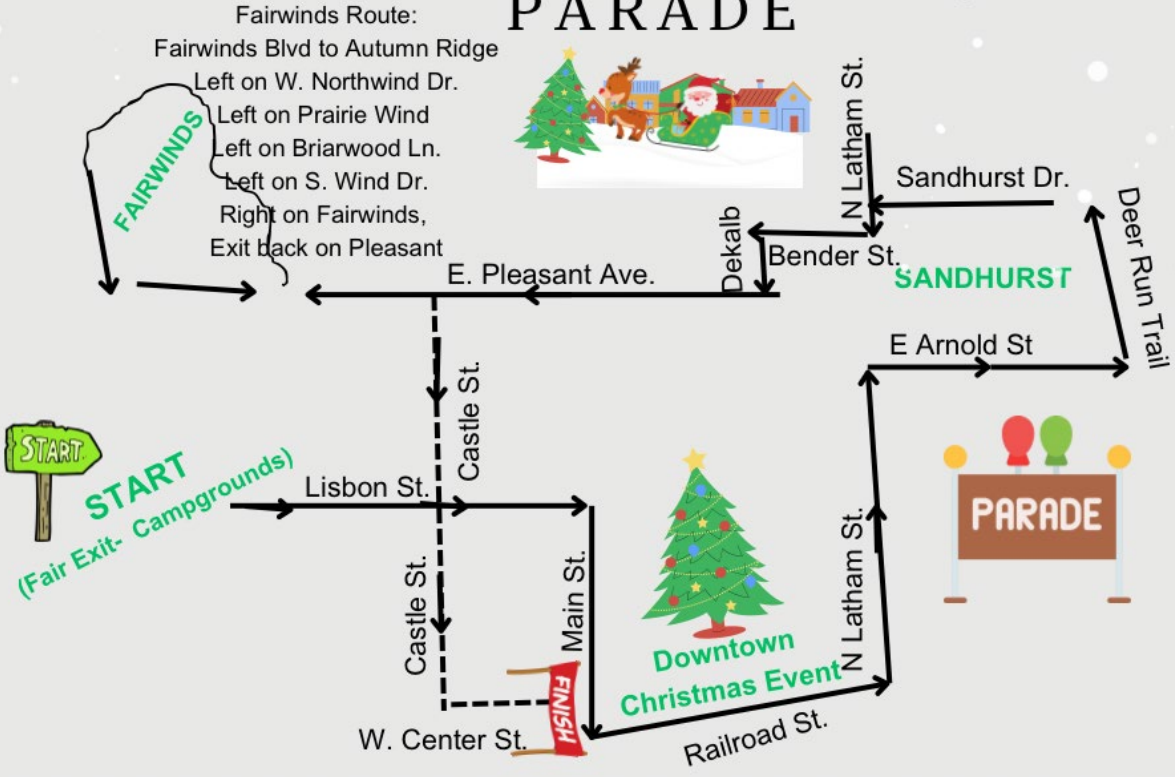 PARADE
Fairwinds Route:
Fairwinds Blvd to Autumn Ridge
Left on W. Northwind Dr.
Left on Prairie Wind
Left on Briarwood Ln.
Left on S. Wind Dr.
Right on Fairwinds,
Exit back on Pleasant
FAIRWINDS
N Latham St.
Sandhurst Dr.
Deer Run Trail
Dekalb
Bender St.
SANDHURST
E. Pleasant Ave.
E Arnold St
Castle St.
START
START
(Fair Exit- Campgrounds)
Lisbon St.
PARADE
Castle St.
Main St.
N Latham St.
Downtown
Christmas Event
FINISH
W. Center St.
Railroad St.